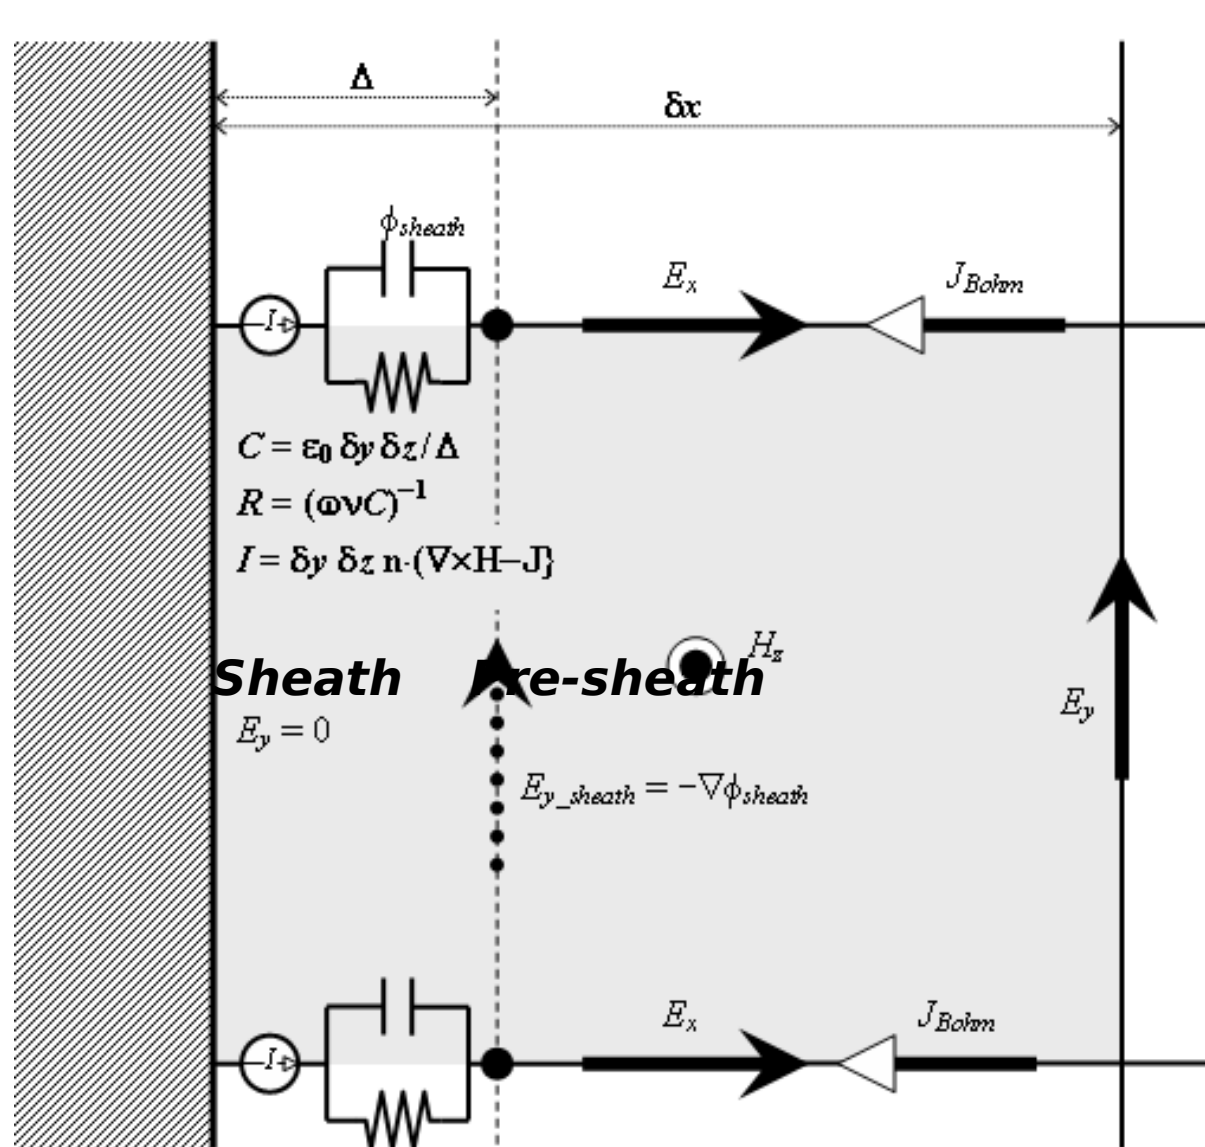 Δ
δx
ϕsheath
Ex
JBohm
I
C = ε0 δy δz/Δ
R = (ωνC)−1
I = δy δz n·(∇×H−J}
Hz
Sheath Pre-sheath
Ey
Ey = 0
Ey_sheath = −∇ϕsheath
Ex
JBohm
I